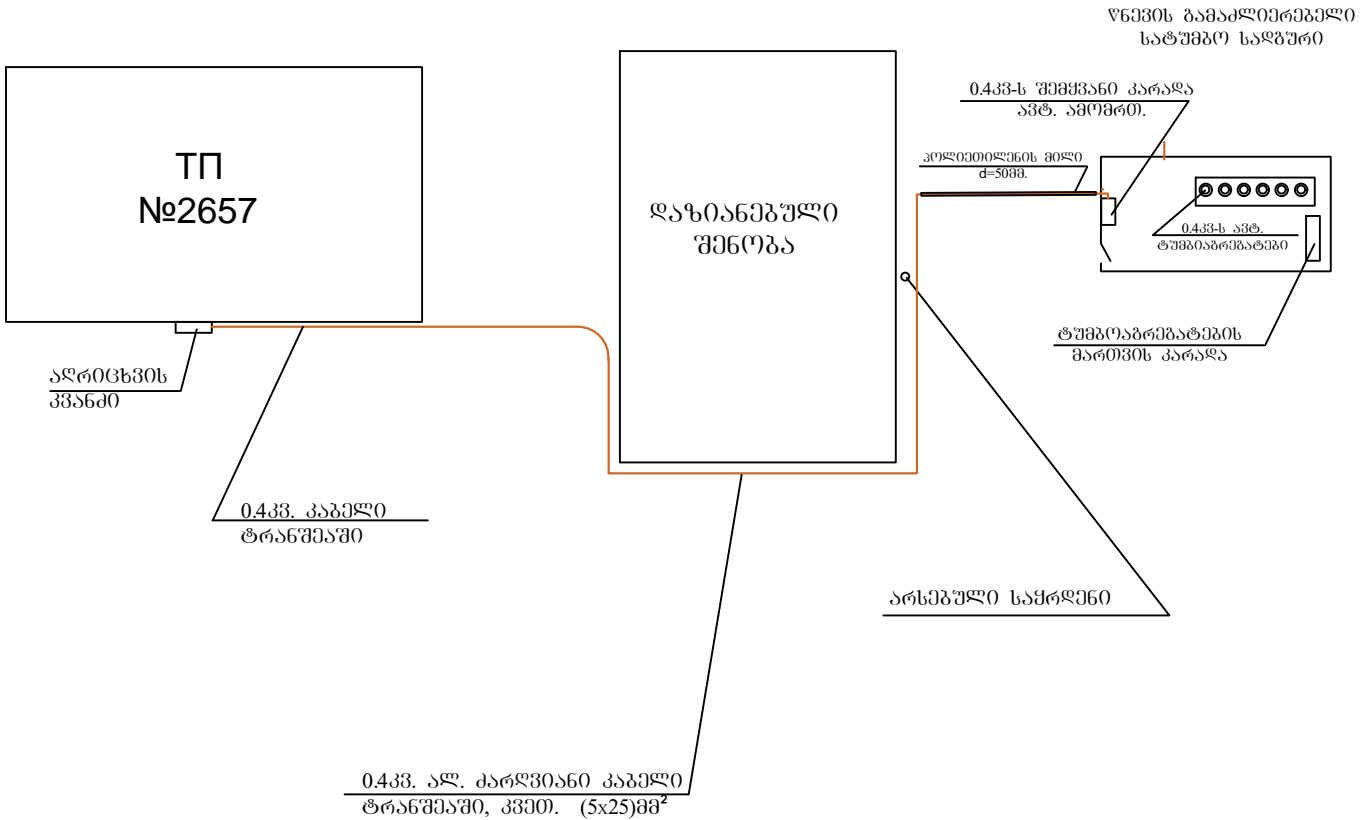 წნევის გამაძლიერებელი
სატუმბო სადგური
0.4კვ-ს შემყვანი კარადა
ავტ. ამომრთ.
ТП
№2657
პოლიეთილენის მილი
d=50მმ.
დაზიანებული
შენობა
0.4კვ-ს ავტ.
ტუმბიაგრეგატები
ტუმბოაგრეგატების
მართვის კარადა
აღრიცხვის
კვანძი
0.4კვ. კაბელი
ტრანშეაში
არსებული საყრდენი
0.4კვ. ალ. ძარღვიანი კაბელი
ტრანშეაში, კვეთ. (5x25)მმ²